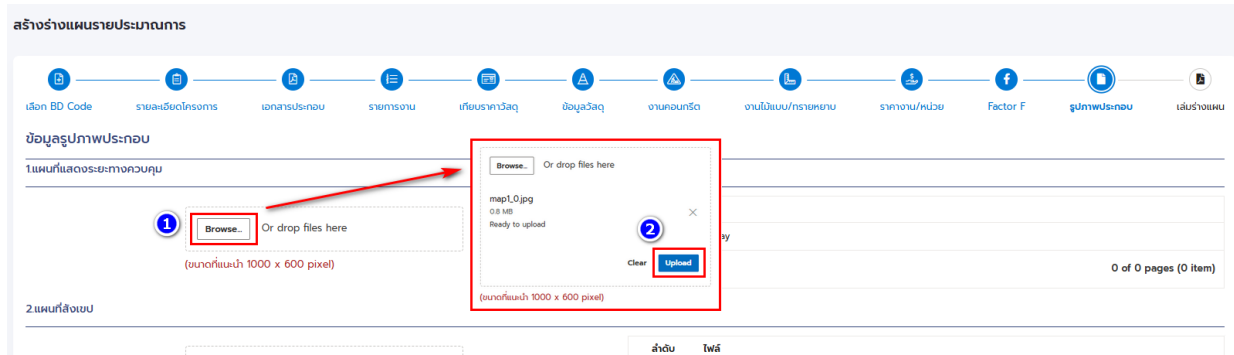 สร้างร่างแผนรายประมาณการ
เลือก BD Code
รายละเอียดโครงการ
เอกสารประกอบ
รายการงาน
เทียบราคาวัสดุ
ข้อมูลวัสดุ
งานคอนกรีต
งานไม้แบบ/ทรายหยาบ
ราคางาน/หน่วย
Factor F
รูปภาพประกอบ
เล่มร่างแผน
ข้อมูลรูปภาพประกอบ
1.แผนที่แสดงระยะทางควบคุม
1
Browse..
Or drop files here
(ขนาดที่แนะนำ 1000 x 600 pixel)
Browse..
Or drop files here
map1_0.jpg
0.8 MB
Ready to upload
2
Clear
Upload
(ขนาดที่แนะนำ 1000 x 600 pixel)
0 of 0 pages (0 item)
2.แผนที่สังเขป
ลำดับ ไฟล์